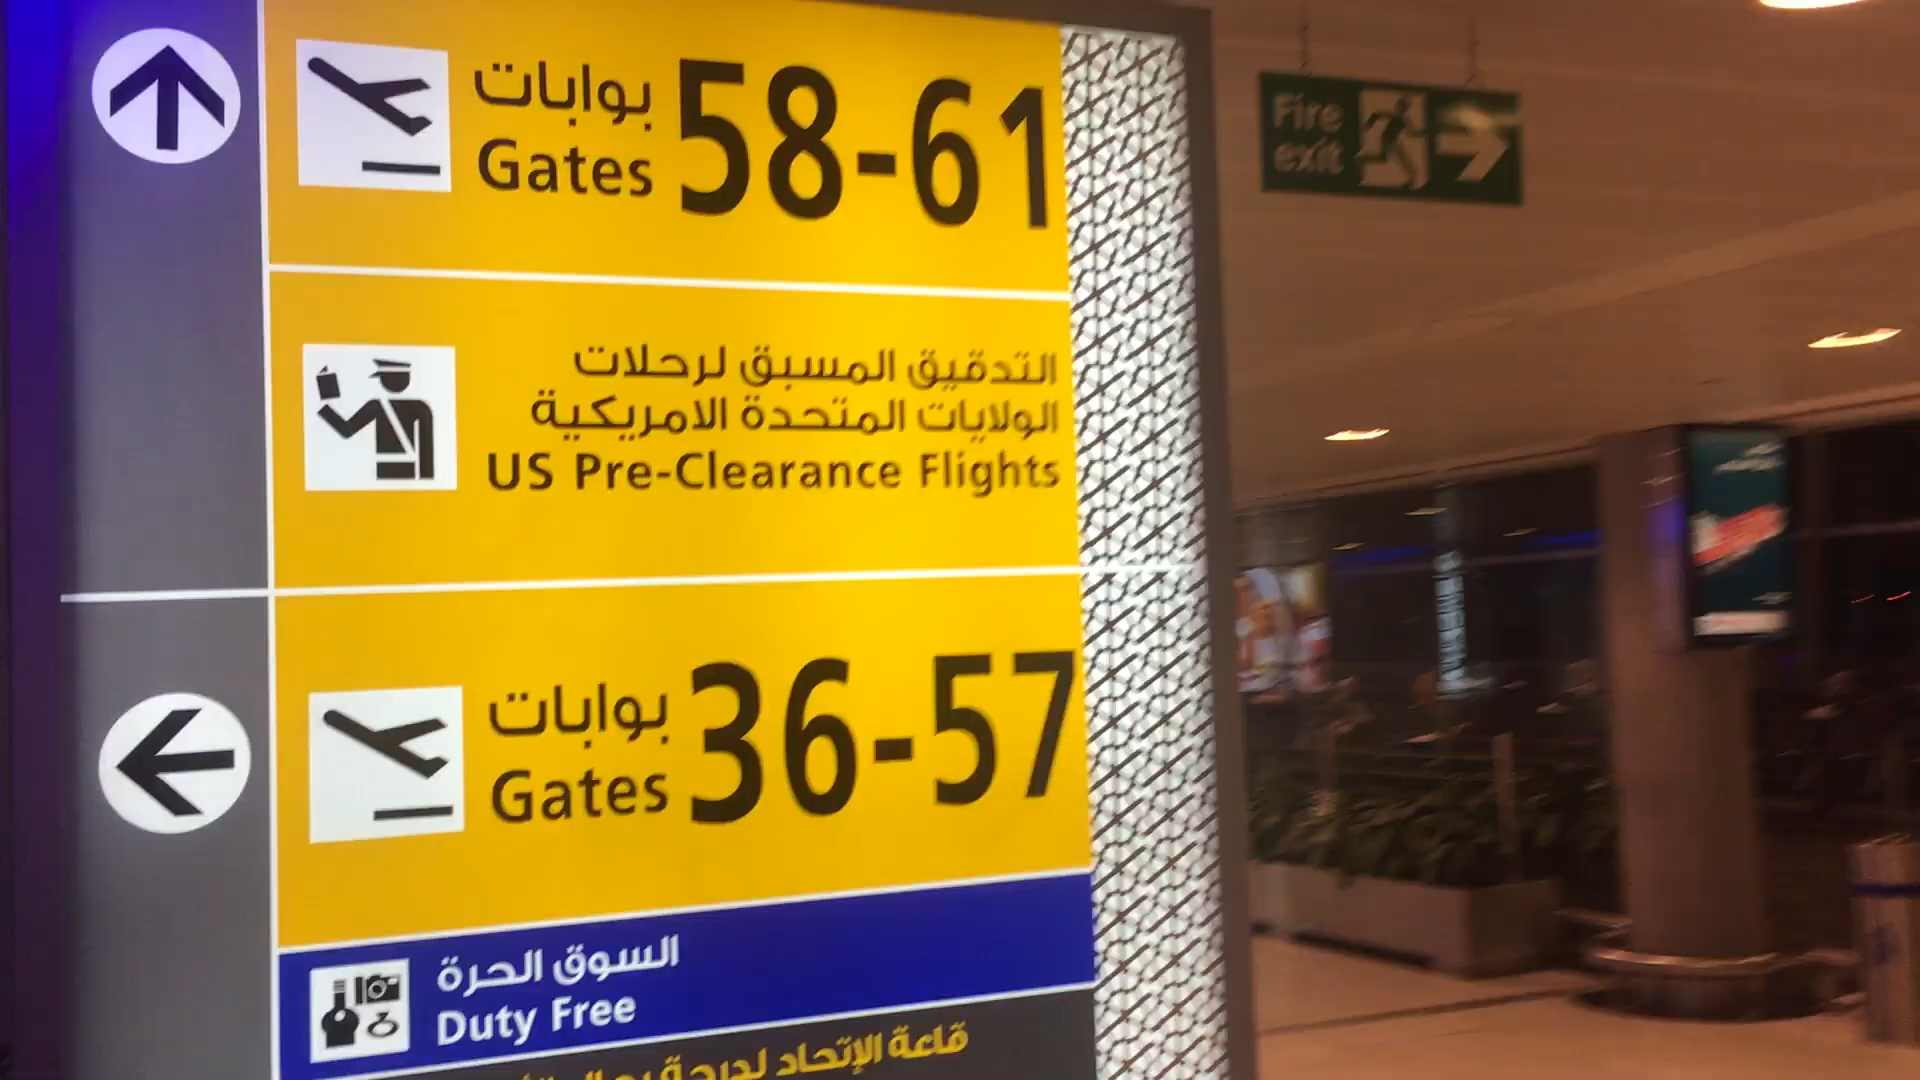 بوابات
Gates 58-61
التدقيق المسبق لرحلات
الولايات المتحدة الامريكية
US Pre-Clearance Flights
بوابات
Gates 36-57
السوق الحرة
Duty Free
قاعة الإتحاد لدرجة
Fire
exit